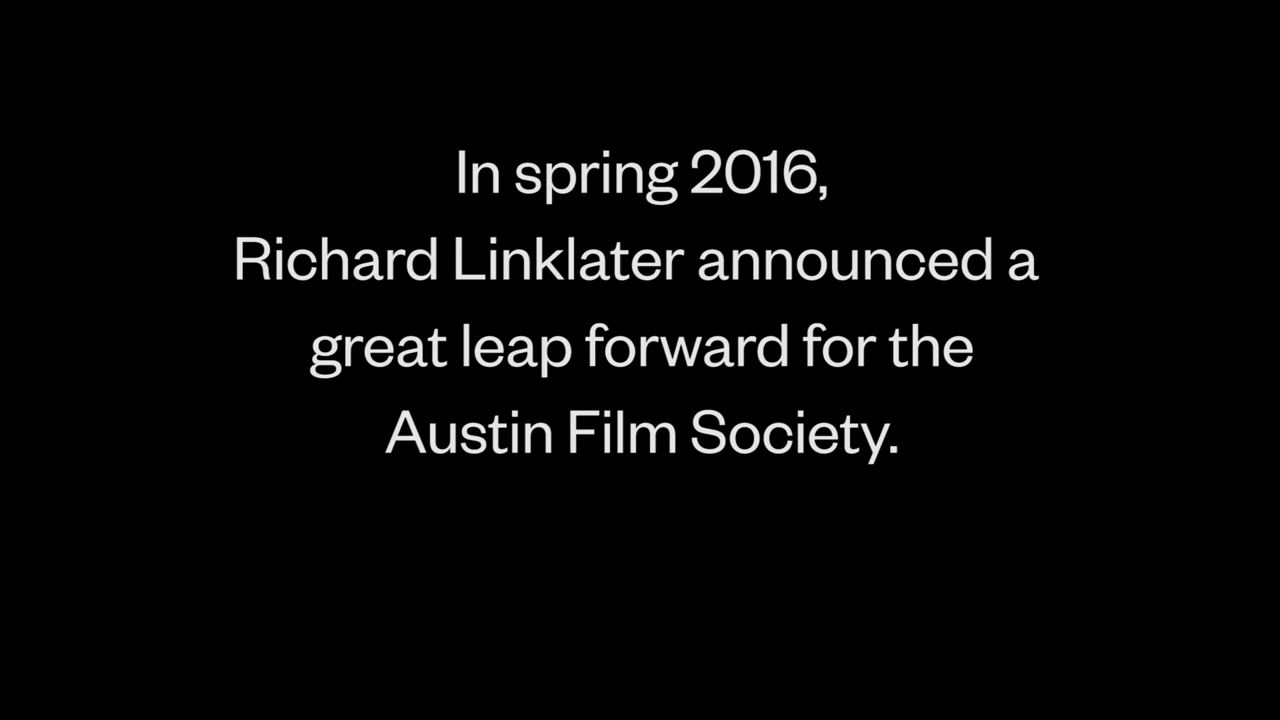 In spring 2016,
Richard Linklater announced a
great leap forward for the
Austin Film Society.